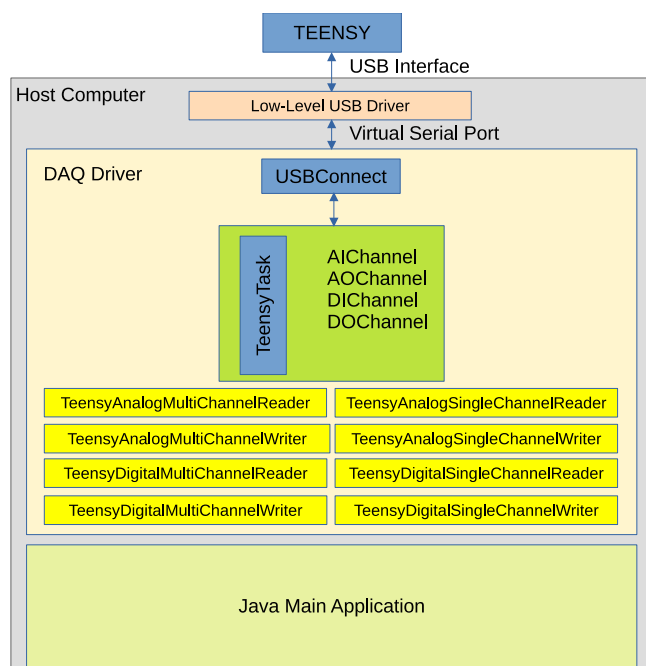 TEENSY
USB Interface
Host Computer
Low-Level USB Driver
Virtual Serial Port
DAQ Driver
USBConnect
TeensyTask
AIChannel
AOChannel
DIChannel
DOChannel
TeensyAnalogMultiChannelReader
TeensyAnalogSingleChannelReader
TeensyAnalogMultiChannelWriter
TeensyAnalogSingleChannelWriter
TeensyDigitalMultiChannelReader
TeensyDigitalSingleChannelReader
TeensyDigitalMultiChannelWriter
TeensyDigitalSingleChannelWriter
Java Main Application